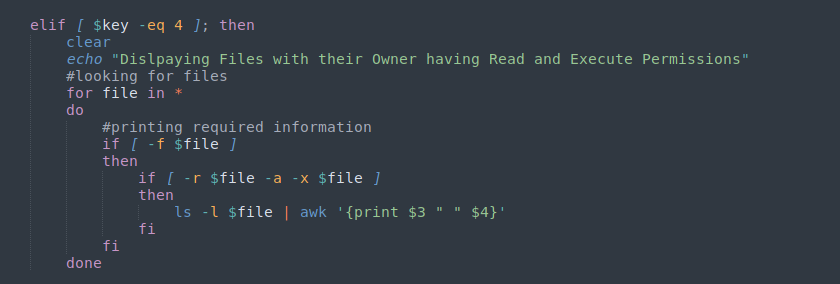 elif [ $key -eq 4 ]; then
clear
echo "Dislpaying Files with their Owner having Read and Execute Permissions"
#looking for files
for file in *
do
#printing required information
if [ -f $file ]
then
if [ -r $file -a -x $file ]
then
ls -l $file | awk '{print $3 " " $4}'
fi
fi
done